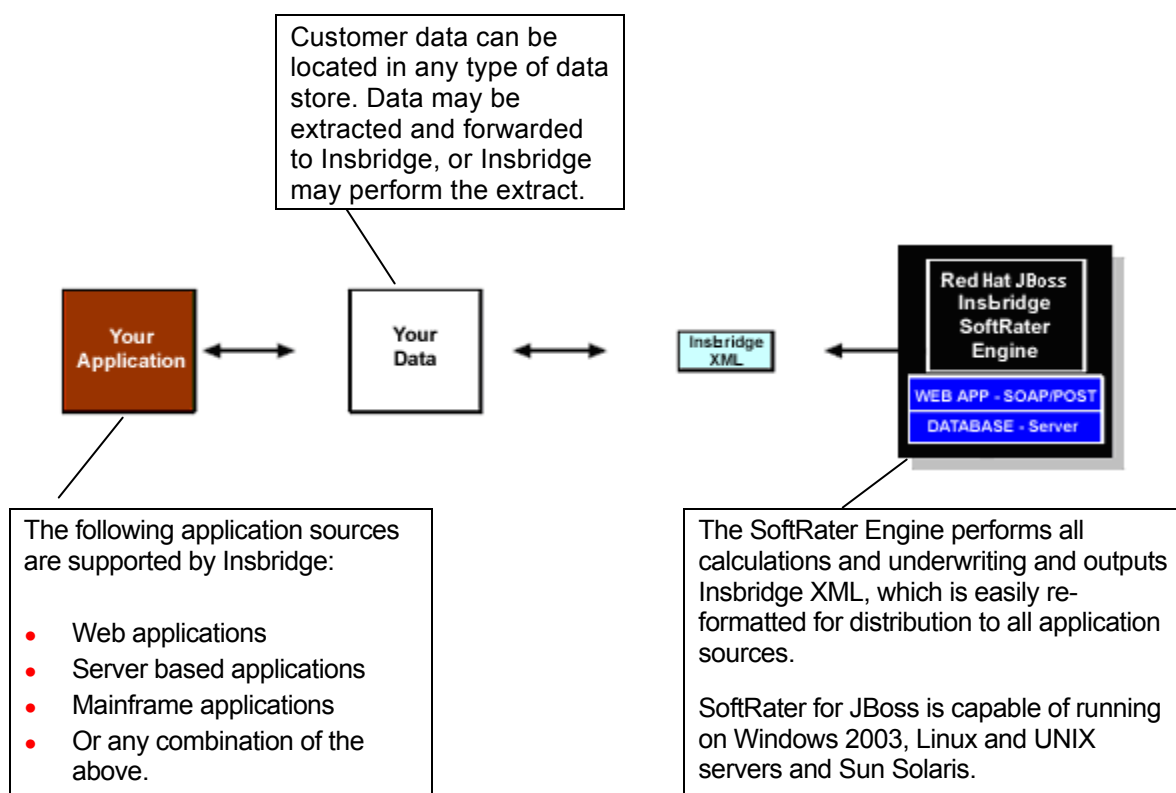 Customer data can be
located in any type of data
store. Data may be
extracted and forwarded
to Insbridge, or Insbridge
may perform the extract.
Your
Application
Your
Data
Insbridge
XML
Red Hat JBoss
Insbridge
SoftRater
Engine
WEB APP - SOAP/POST
DATABASE - Server
The following application sources
are supported by Insbridge:
● Web applications
● Server based applications
● Mainframe applications
● Or any combination of the
above.
The SoftRater Engine performs all
calculations and underwriting and outputs
Insbridge XML, which is easily re-
formatted for distribution to all application
sources.
SoftRater for JBoss is capable of running
on Windows 2003, Linux and UNIX
servers and Sun Solaris.